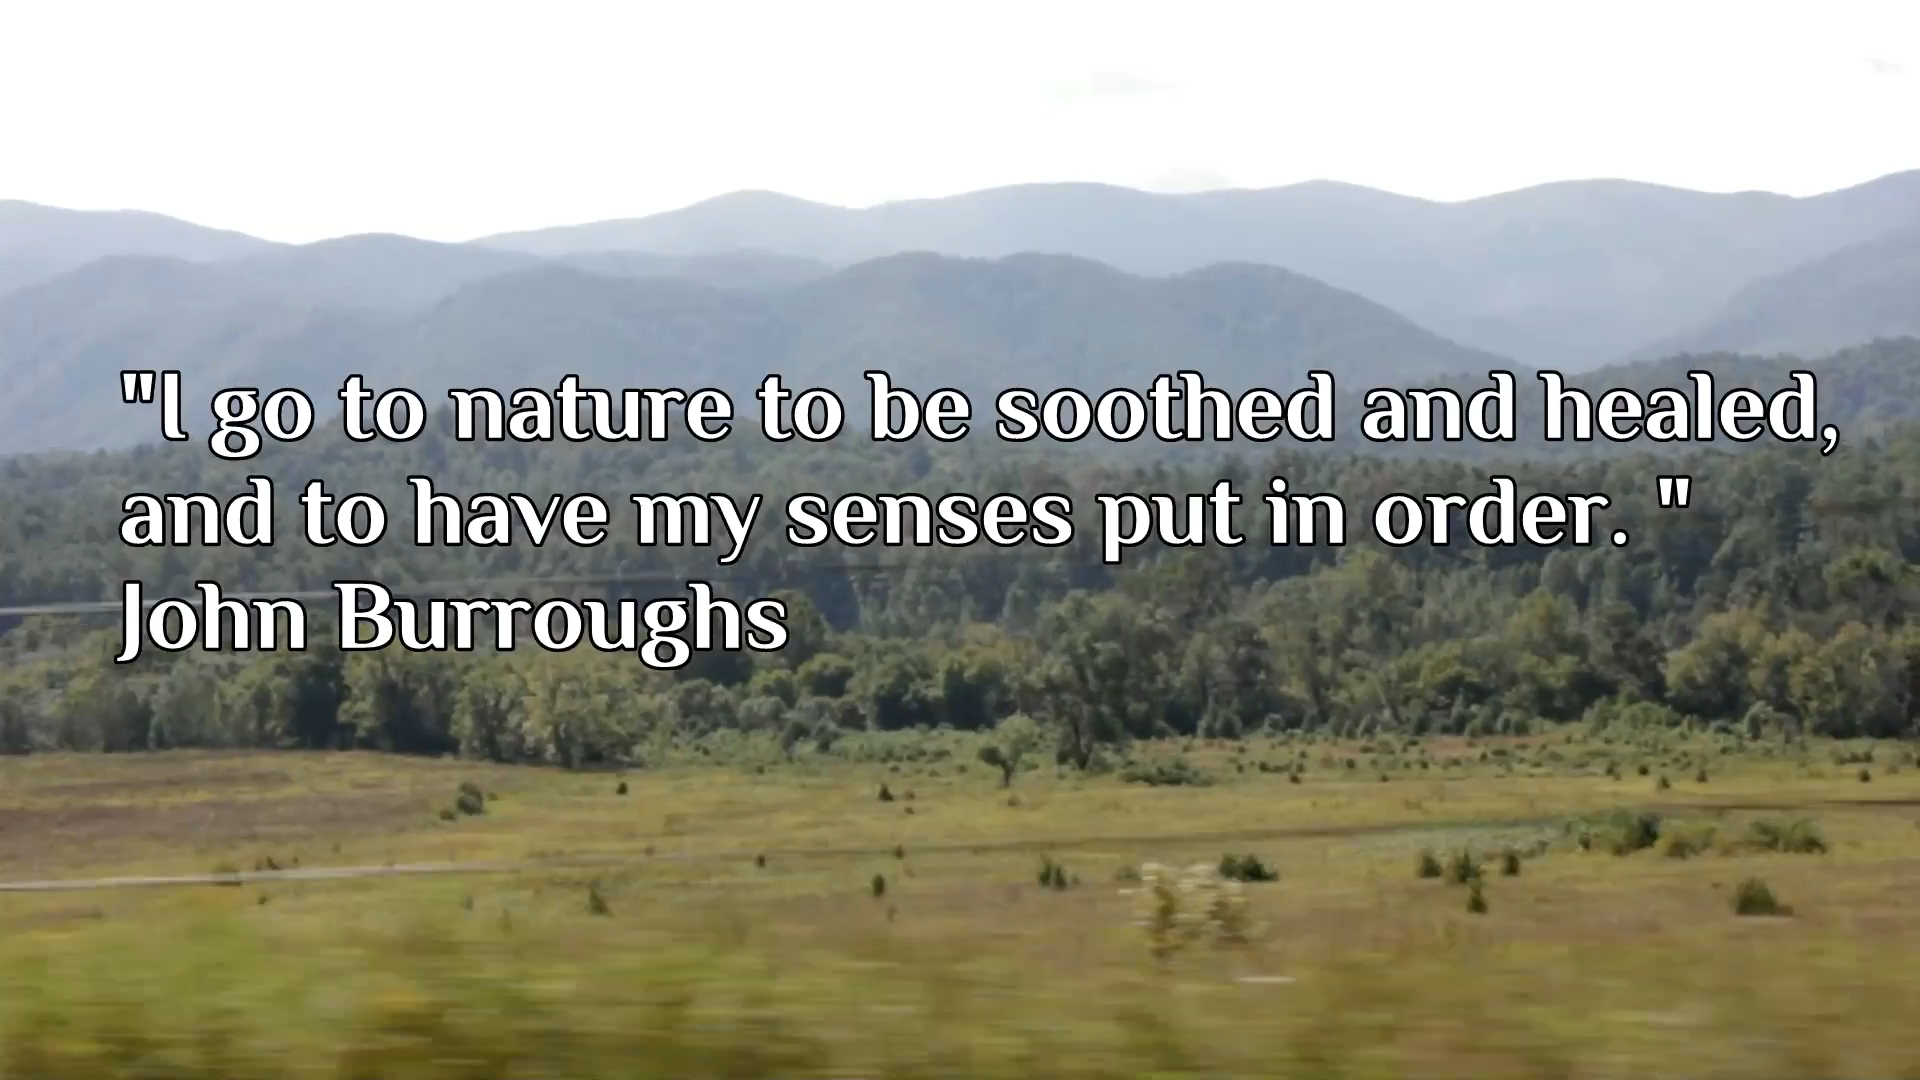 "I go to nature to be soothed and healed,
and to have my senses put in order. "
John Burroughs